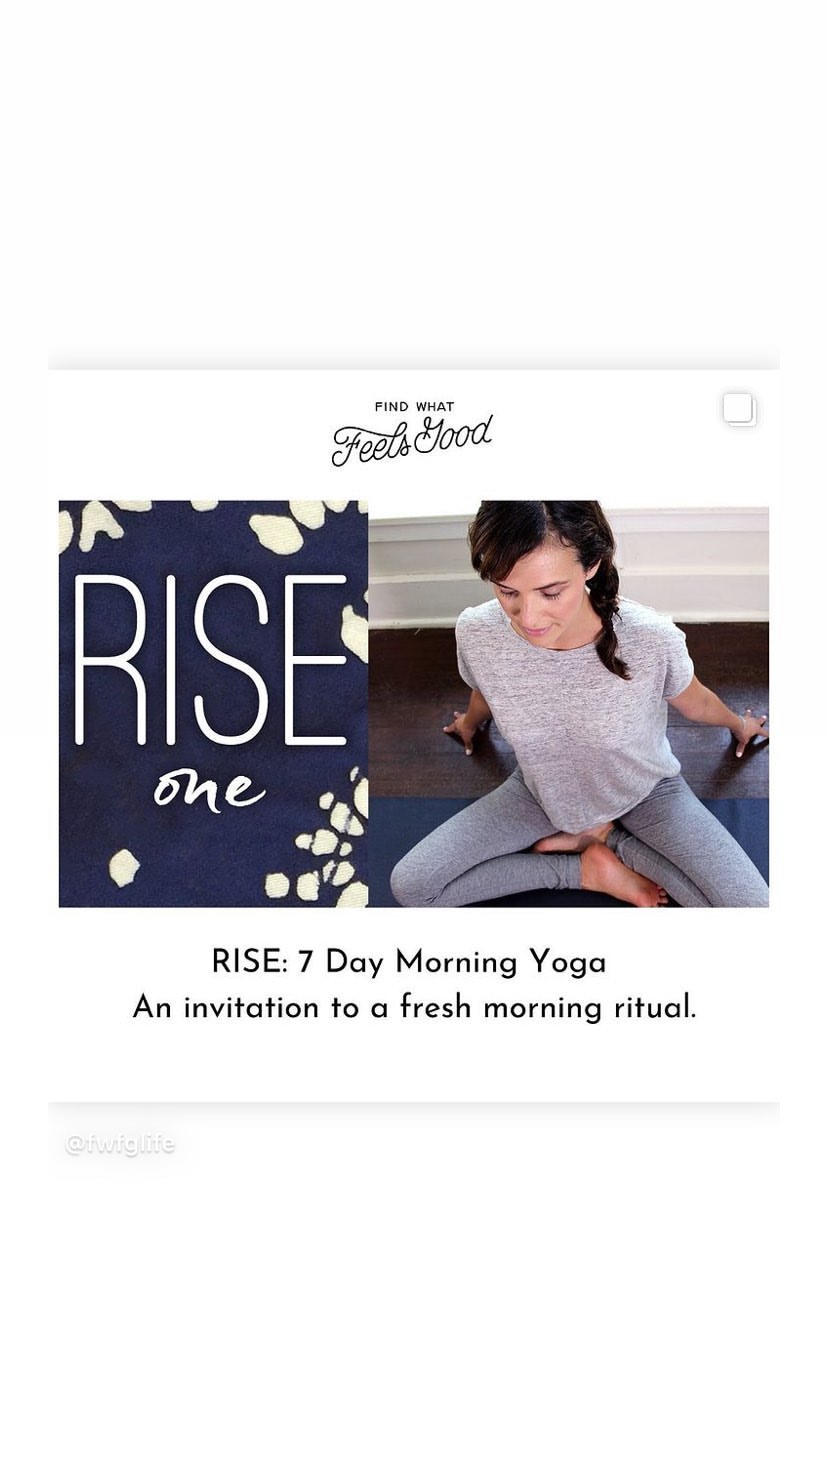 FIND WHAT
Feels Good
RISE
one
RISE: 7 Day Morning Yoga
An invitation to a fresh morning ritual.
@fwfglife